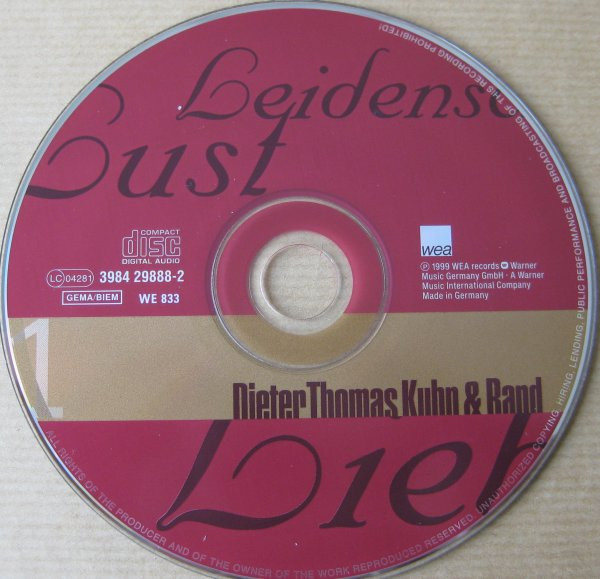 Leidensc
Lust
COMPACT
disc
DIGITAL AUDIO
LC 04281
3984 29888-2
GEMA/BIEM
WE 833
wea
℗ 1999 WEA records Warner
Music Germany GmbH · A Warner
Music International Company
Made in Germany
1
Dieter Thomas Kuhn & Band
Lieb
ALL RIGHTS OF THE PRODUCER AND OF THE OWNER OF THE WORK REPRODUCED RESERVED. UNAUTHORIZED COPYING, HIRING, LENDING, PUBLIC PERFORMANCE AND BROADCASTING OF THIS RECORDING PROHIBITED!